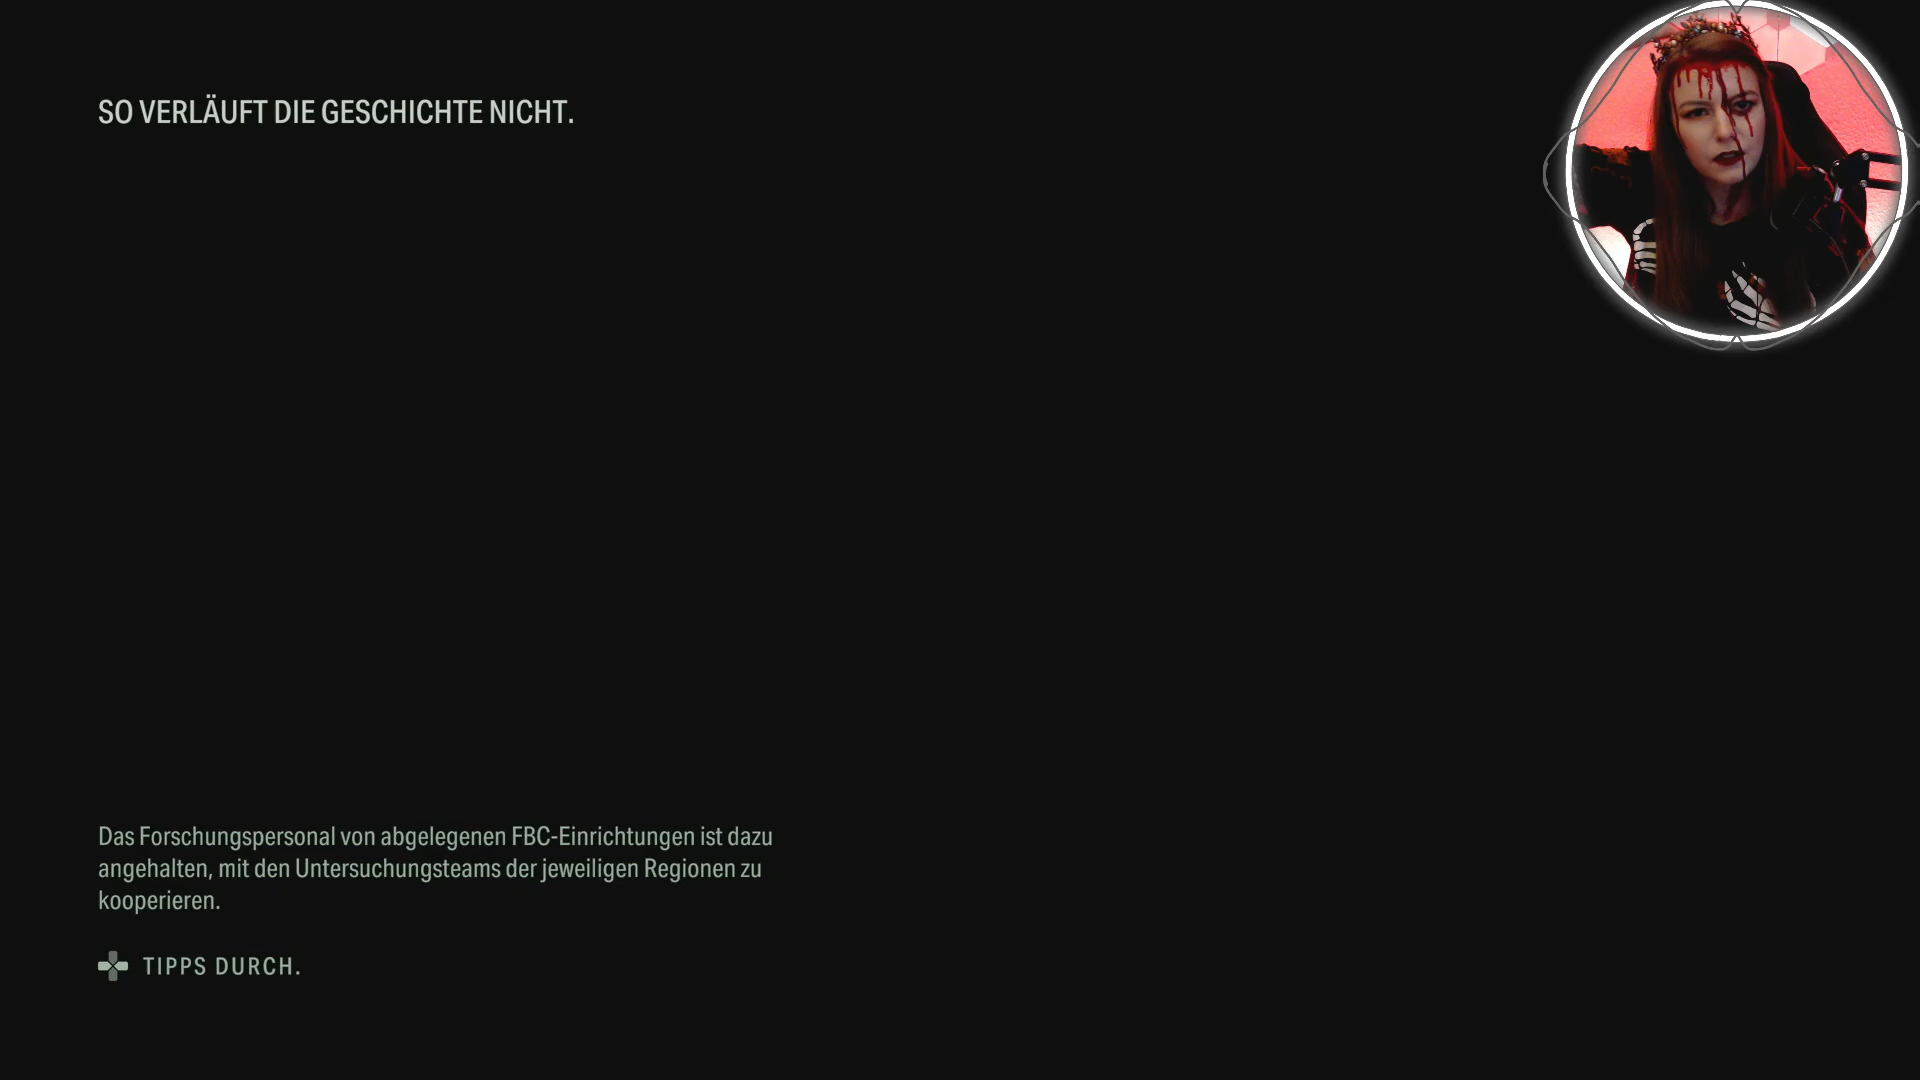 SO VERLÄUFT DIE GESCHICHTE NICHT.
Das Forschungspersonal von abgelegenen FBC-Einrichtungen ist dazu
angehalten, mit den Untersuchungsteams der jeweiligen Regionen zu
kooperieren.
TIPPS DURCH.